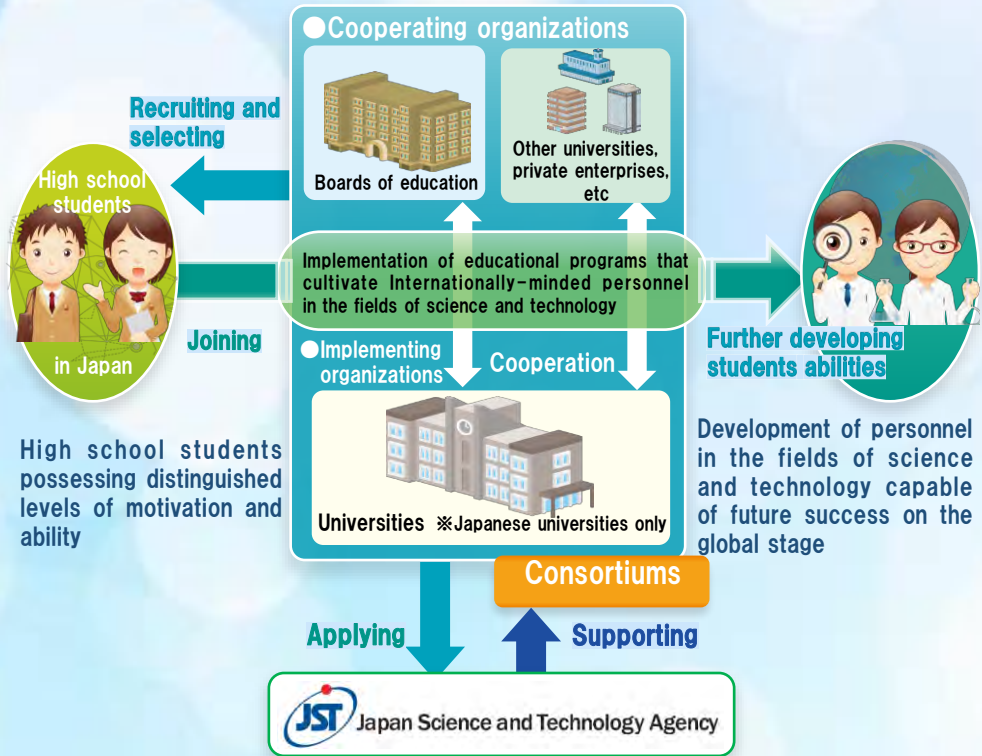 ●Cooperating organizations
Boards of education
Other universities,
private enterprises,
etc
Recruiting and
selecting
High school
students
in Japan
Joining
Implementation of educational programs that
cultivate Internationally-minded personnel
in the fields of science and technology
●Implementing
organizations
Cooperation
Universities ※Japanese universities only
Further developing
students abilities
High school students
possessing distinguished
levels of motivation and
ability
Development of personnel
in the fields of science
and technology capable
of future success on the
global stage
Consortiums
Applying
Supporting
JST Japan Science and Technology Agency